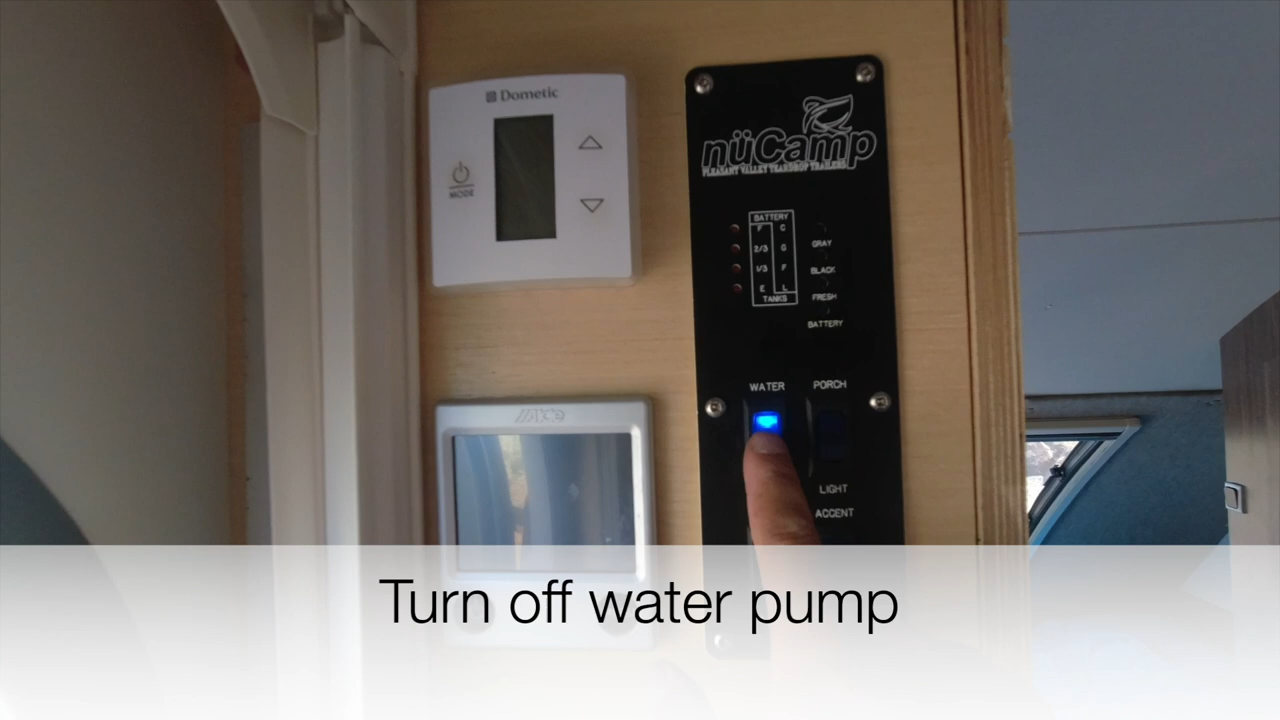 Dometic
MODE
nüCamp
PLEASANT VALLEY TEARDROP TRAILERS
BATTERY
F C
2/3 G
1/3 F
E L
TANKS
GRAY
BLACK
FRESH
BATTERY
WATER PORCH
LIGHT
ACCENT
Turn off water pump